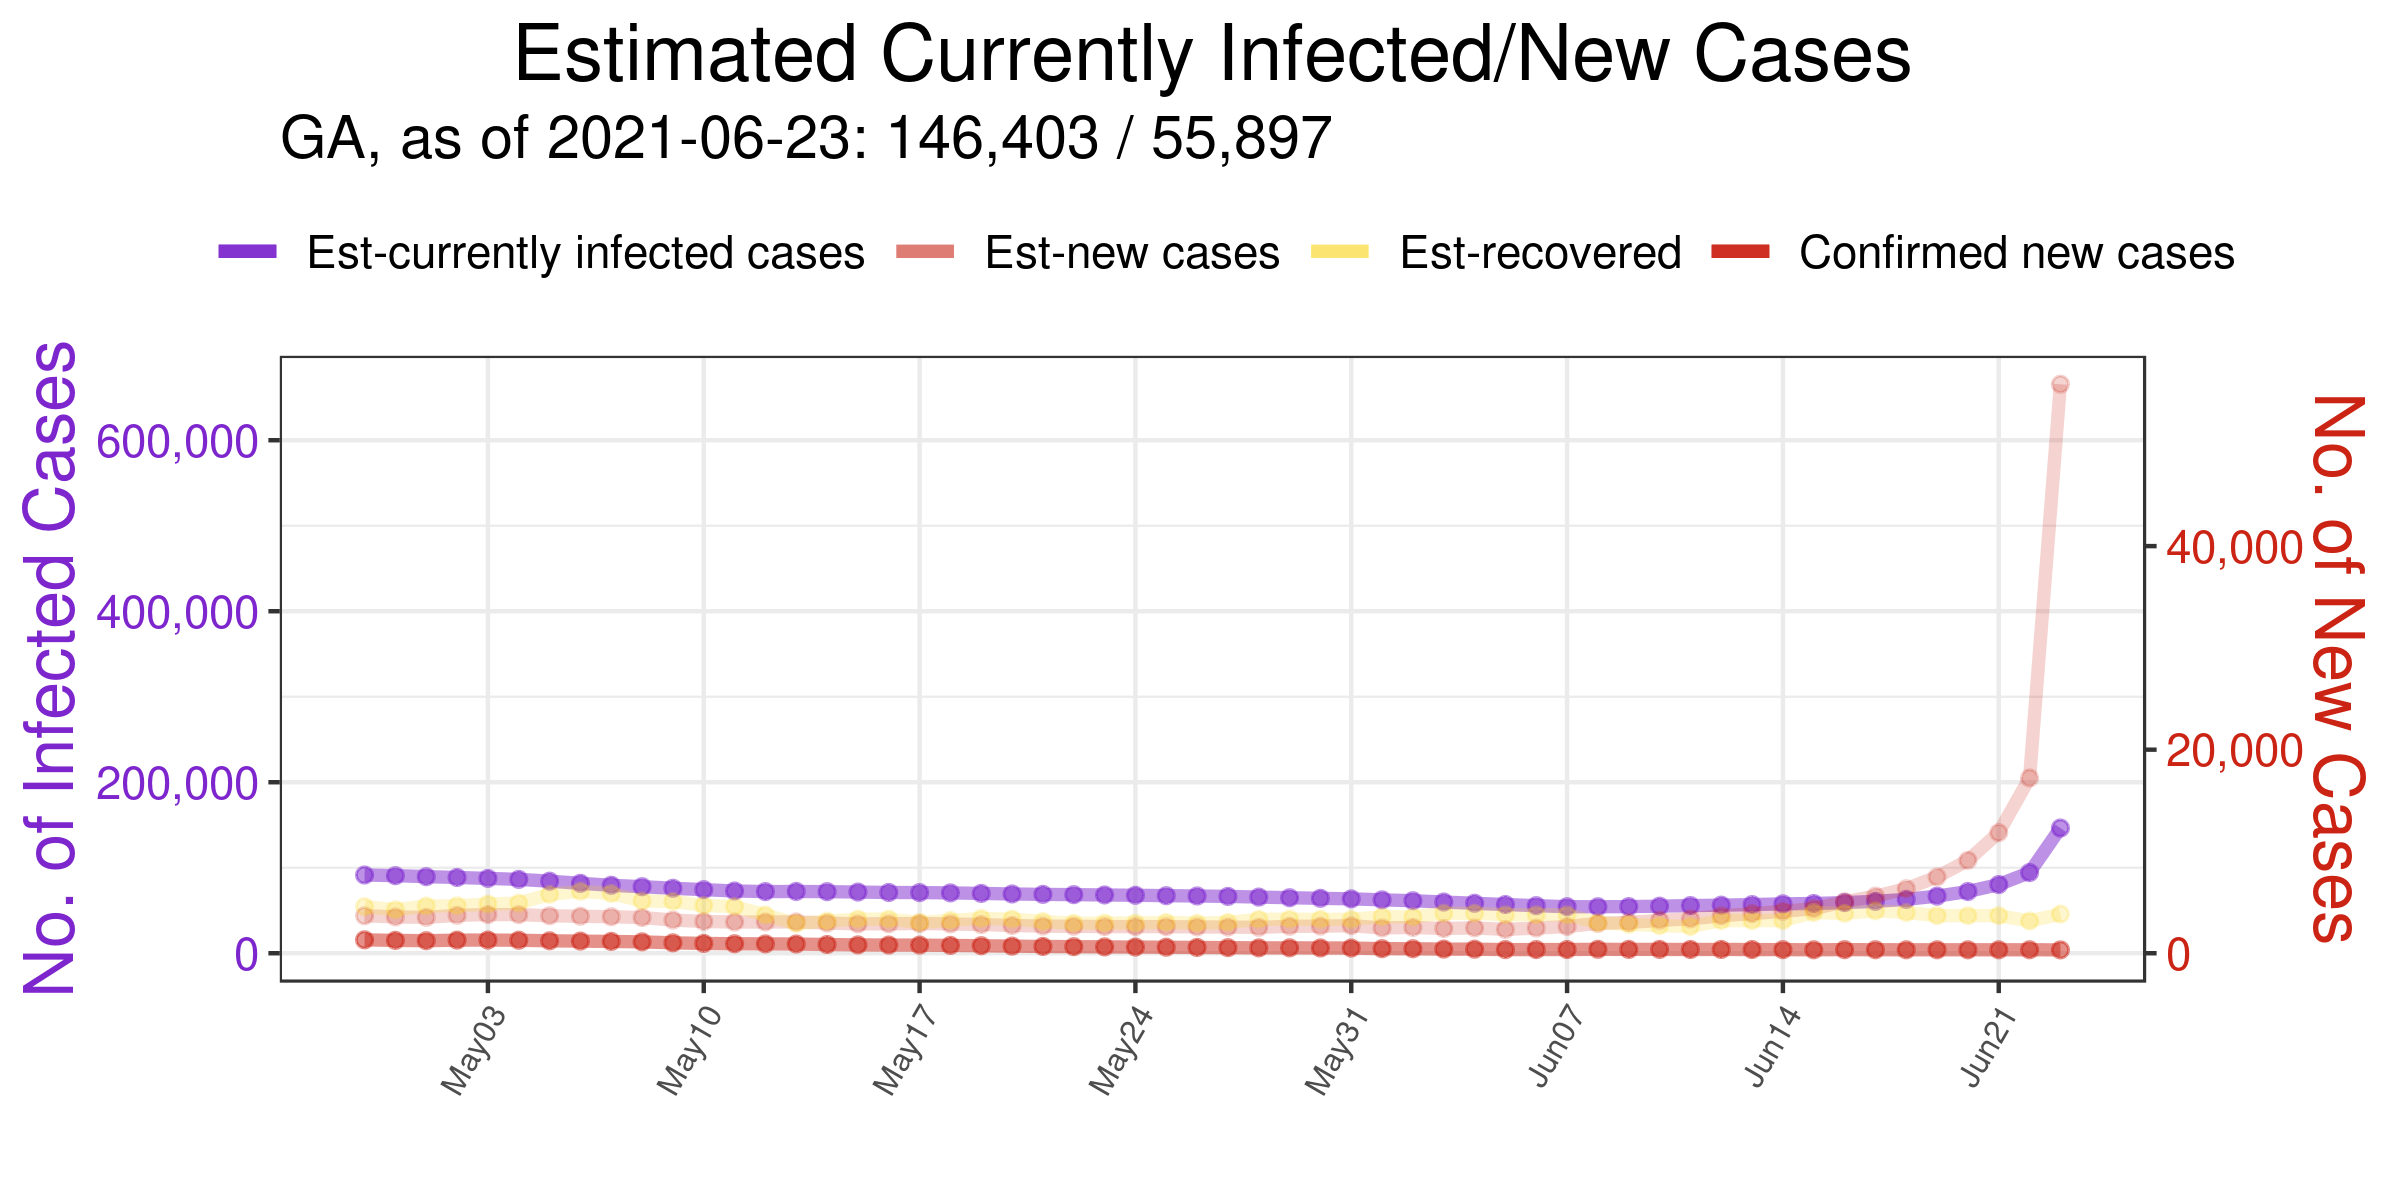 Estimated Currently Infected/New Cases
GA, as of 2021-06-23: 146,403 / 55,897
Est-currently infected cases Est-new cases Est-recovered Confirmed new cases
No. of Infected Cases
600,000
400,000
200,000
0
No. of New Cases
40,000
20,000
0
May03 May10 May17 May24 May31 Jun07 Jun14 Jun21